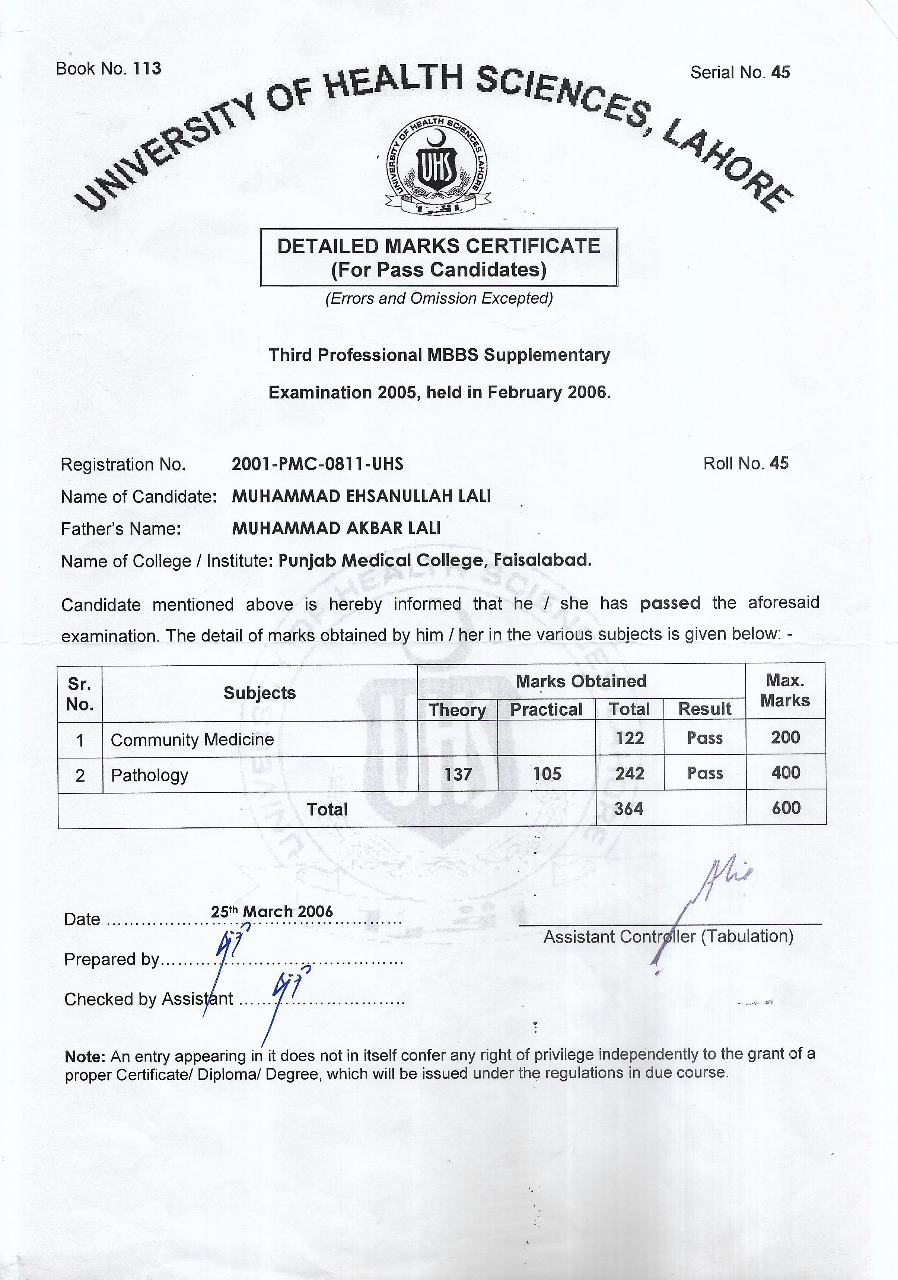 Book No. 113
Serial No. 45
UNIVERSITY OF HEALTH SCIENCES, LAHORE
UNIVERSITY OF HEALTH SCIENCES LAHORE
UHS
DETAILED MARKS CERTIFICATE
(For Pass Candidates)
(Errors and Omission Excepted)
Third Professional MBBS Supplementary
Examination 2005, held in February 2006.
Registration No. 2001-PMC-0811-UHS Roll No. 45
Name of Candidate: MUHAMMAD EHSANULLAH LALI
Father's Name: MUHAMMAD AKBAR LALI
Name of College / Institute: Punjab Medical College, Faisalabad.
Candidate mentioned above is hereby informed that he / she has passed the aforesaid
examination. The detail of marks obtained by him / her in the various subjects is given below: -
Sr. No. Subjects Marks Obtained Max. Marks
Theory Practical Total Result
1 Community Medicine 122 Pass 200
2 Pathology 137 105 242 Pass 400
Total 364 600
Date ........ 25th March 2006 ........
Assistant Controller (Tabulation)
Prepared by........
Checked by Assistant ........
Note: An entry appearing in it does not in itself confer any right of privilege independently to the grant of a
proper Certificate/ Diploma/ Degree, which will be issued under the regulations in due course.